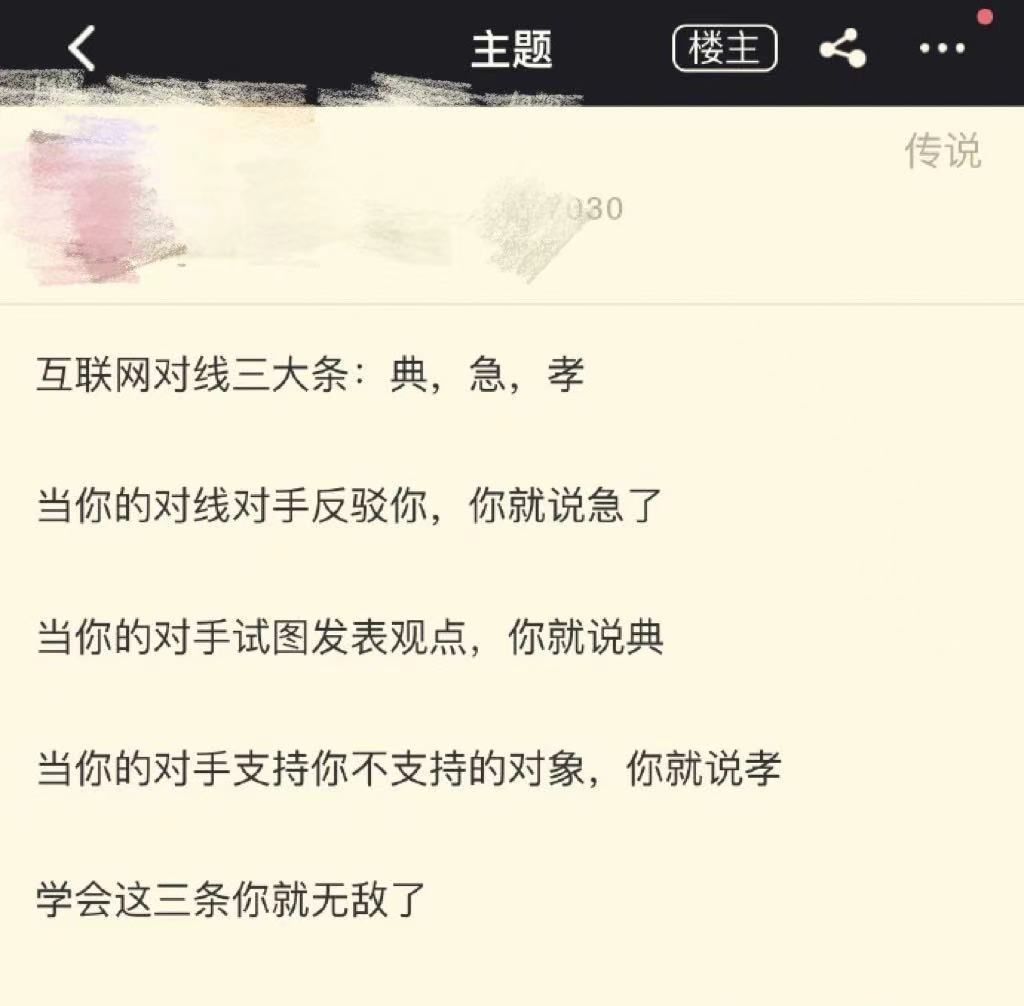 主题
楼主
传说
7030
互联网对线三大条：典，急，孝
当你的对线对手反驳你，你就说急了
当你的对手试图发表观点，你就说典
当你的对手支持你不支持的对象，你就说孝
学会这三条你就无敌了